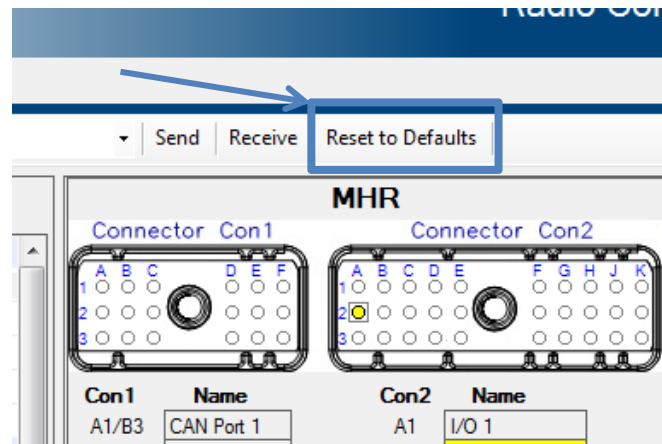 Radio Con
Send Receive Reset to Defaults
MHR
Connector Con1 Connector Con2
A B C D E F A B C D E F G H J K
1 1
2 2
3 3
Con1 Name Con2 Name
A1/B3 CAN Port 1 A1 I/O 1